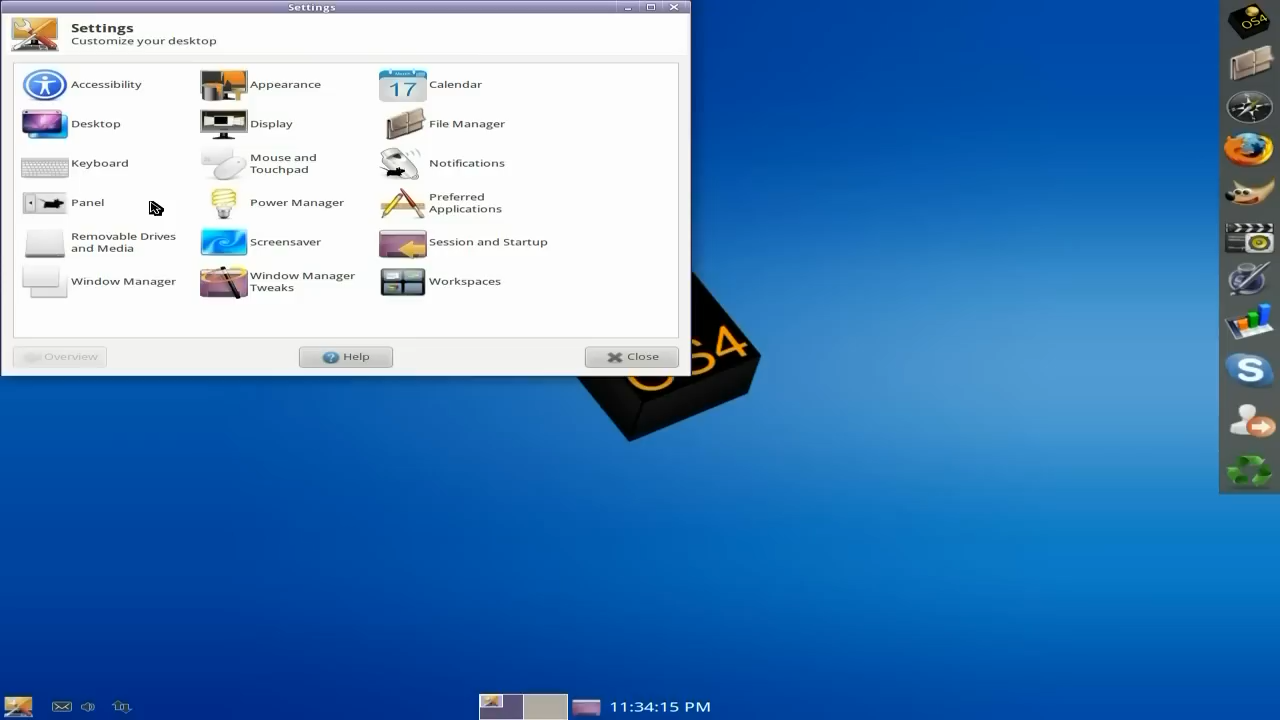 Settings
Settings
Customize your desktop
Accessibility
Appearance
March
17
Calendar
Desktop
Display
File Manager
Keyboard
Mouse and
Touchpad
Notifications
Panel
Power Manager
Preferred
Applications
Removable Drives
and Media
Screensaver
Session and Startup
Window Manager
Window Manager
Tweaks
Workspaces
Overview
? Help
Close
OS4
OS4
S
11:34:15 PM